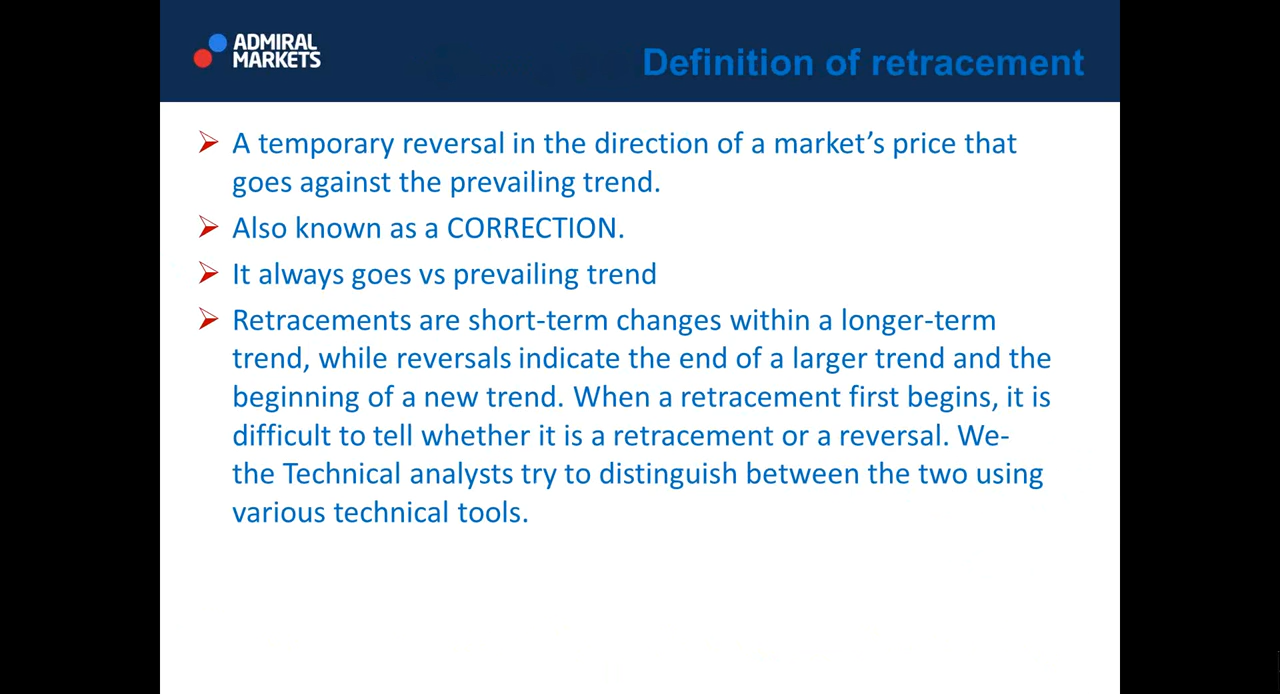 ADMIRAL
MARKETS
Definition of retracement
A temporary reversal in the direction of a market’s price that
goes against the prevailing trend.
Also known as a CORRECTION.
It always goes vs prevailing trend
Retracements are short-term changes within a longer-term
trend, while reversals indicate the end of a larger trend and the
beginning of a new trend. When a retracement first begins, it is
difficult to tell whether it is a retracement or a reversal. We-
the Technical analysts try to distinguish between the two using
various technical tools.